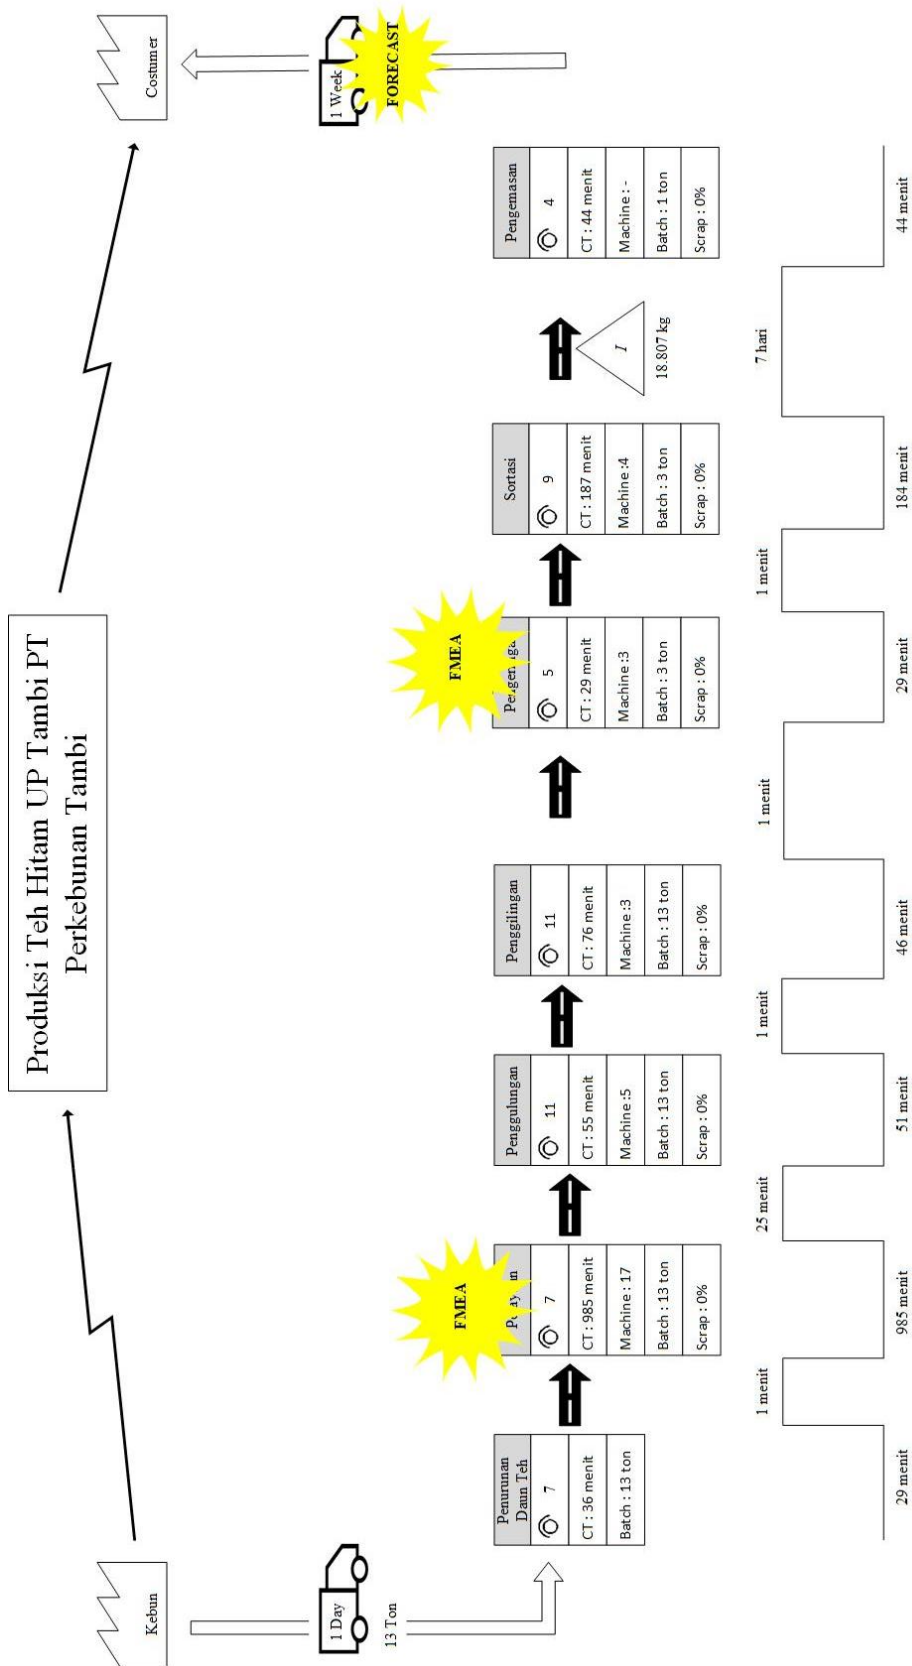 Produksi Teh Hitam UP Tambi PT
Perkebunan Tambi
Kebun
1 Day
13 Ton
Costumer
1 Week
FORECAST
Penurunan
Daun Teh
7
CT : 36 menit
Batch : 13 ton
FMEA
7
CT : 985 menit
Machine : 17
Batch : 13 ton
Scrap : 0%
Penggulungan
11
CT : 55 menit
Machine :5
Batch : 13 ton
Scrap : 0%
Penggilingan
11
CT : 76 menit
Machine :3
Batch : 13 ton
Scrap : 0%
FMEA
5
CT : 29 menit
Machine :3
Batch : 3 ton
Scrap : 0%
Sortasi
9
CT : 187 menit
Machine :4
Batch : 3 ton
Scrap : 0%
I
18.807 kg
Pengemasan
4
CT : 44 menit
Machine : -
Batch : 1 ton
Scrap : 0%
29 menit
1 menit
985 menit
25 menit
51 menit
1 menit
46 menit
1 menit
29 menit
1 menit
184 menit
7 hari
44 menit